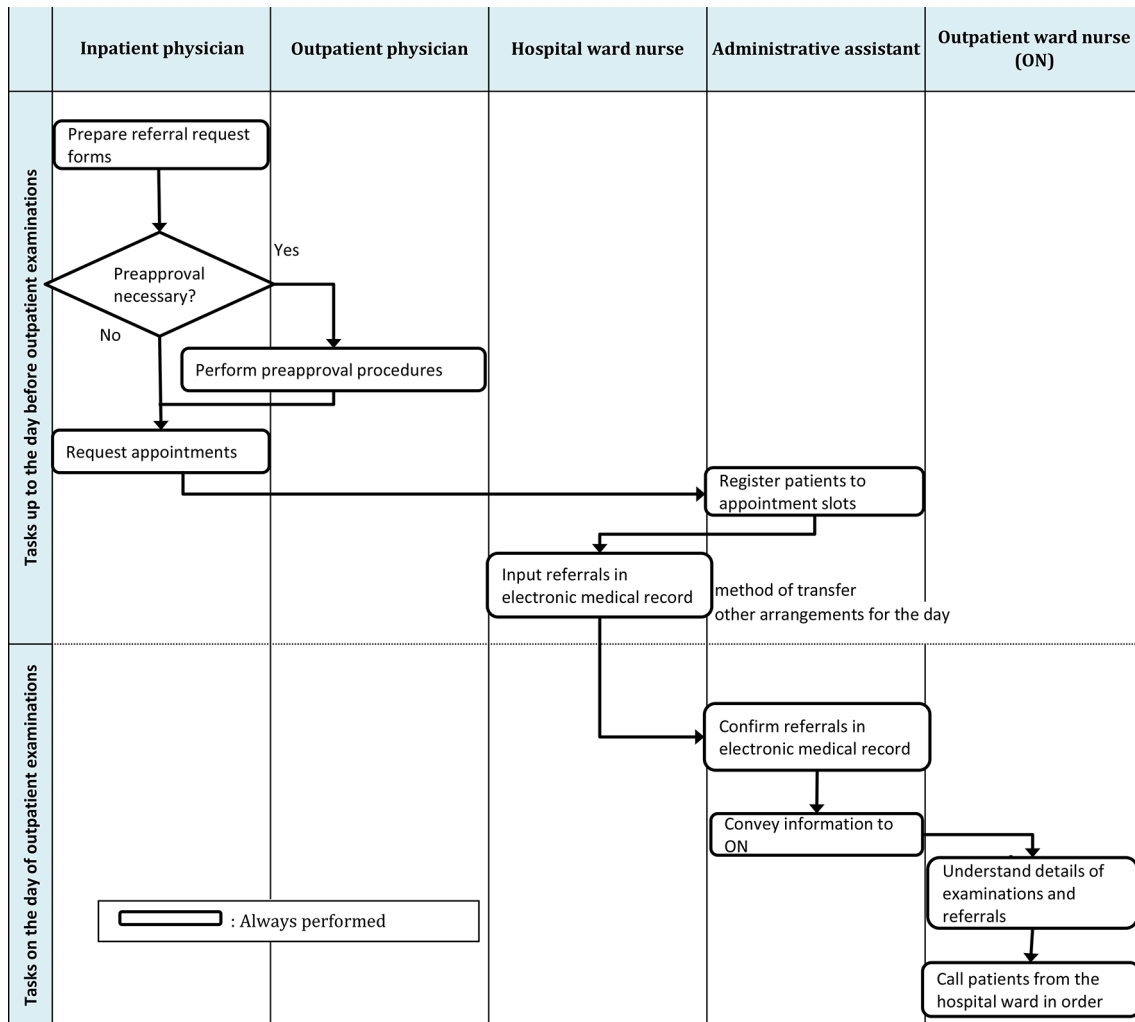 Inpatient physician
Outpatient physician
Hospital ward nurse
Administrative assistant
Outpatient ward nurse
(ON)
Tasks up to the day before outpatient examinations
Prepare referral request
forms
Preapproval
necessary?
Yes
No
Perform preapproval procedures
Request appointments
Register patients to
appointment slots
Input referrals in
electronic medical record
method of transfer
other arrangements for the day
Tasks on the day of outpatient examinations
Confirm referrals in
electronic medical record
Convey information to
ON
Understand details of
examinations and
referrals
Call patients from the
hospital ward in order
: Always performed